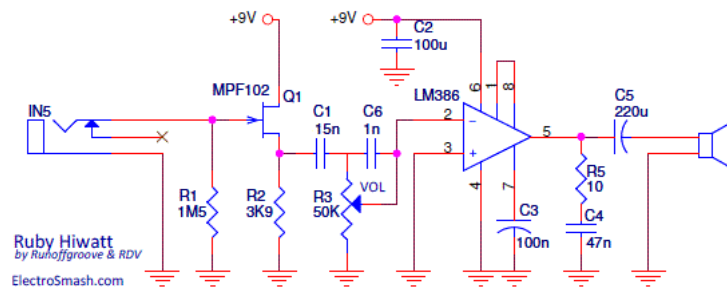 +9V
+9V
C2
100u
MPF102
Q1
LM386
6
1
8
C5
220u
IN5
C1
15n
C6
1n
2
3
5
4
7
R1
1M5
R2
3K9
R3
50K
VOL
R5
10
C3
100n
C4
47n
Ruby Hiwatt
by Runoffgroove & RDV
ElectroSmash.com